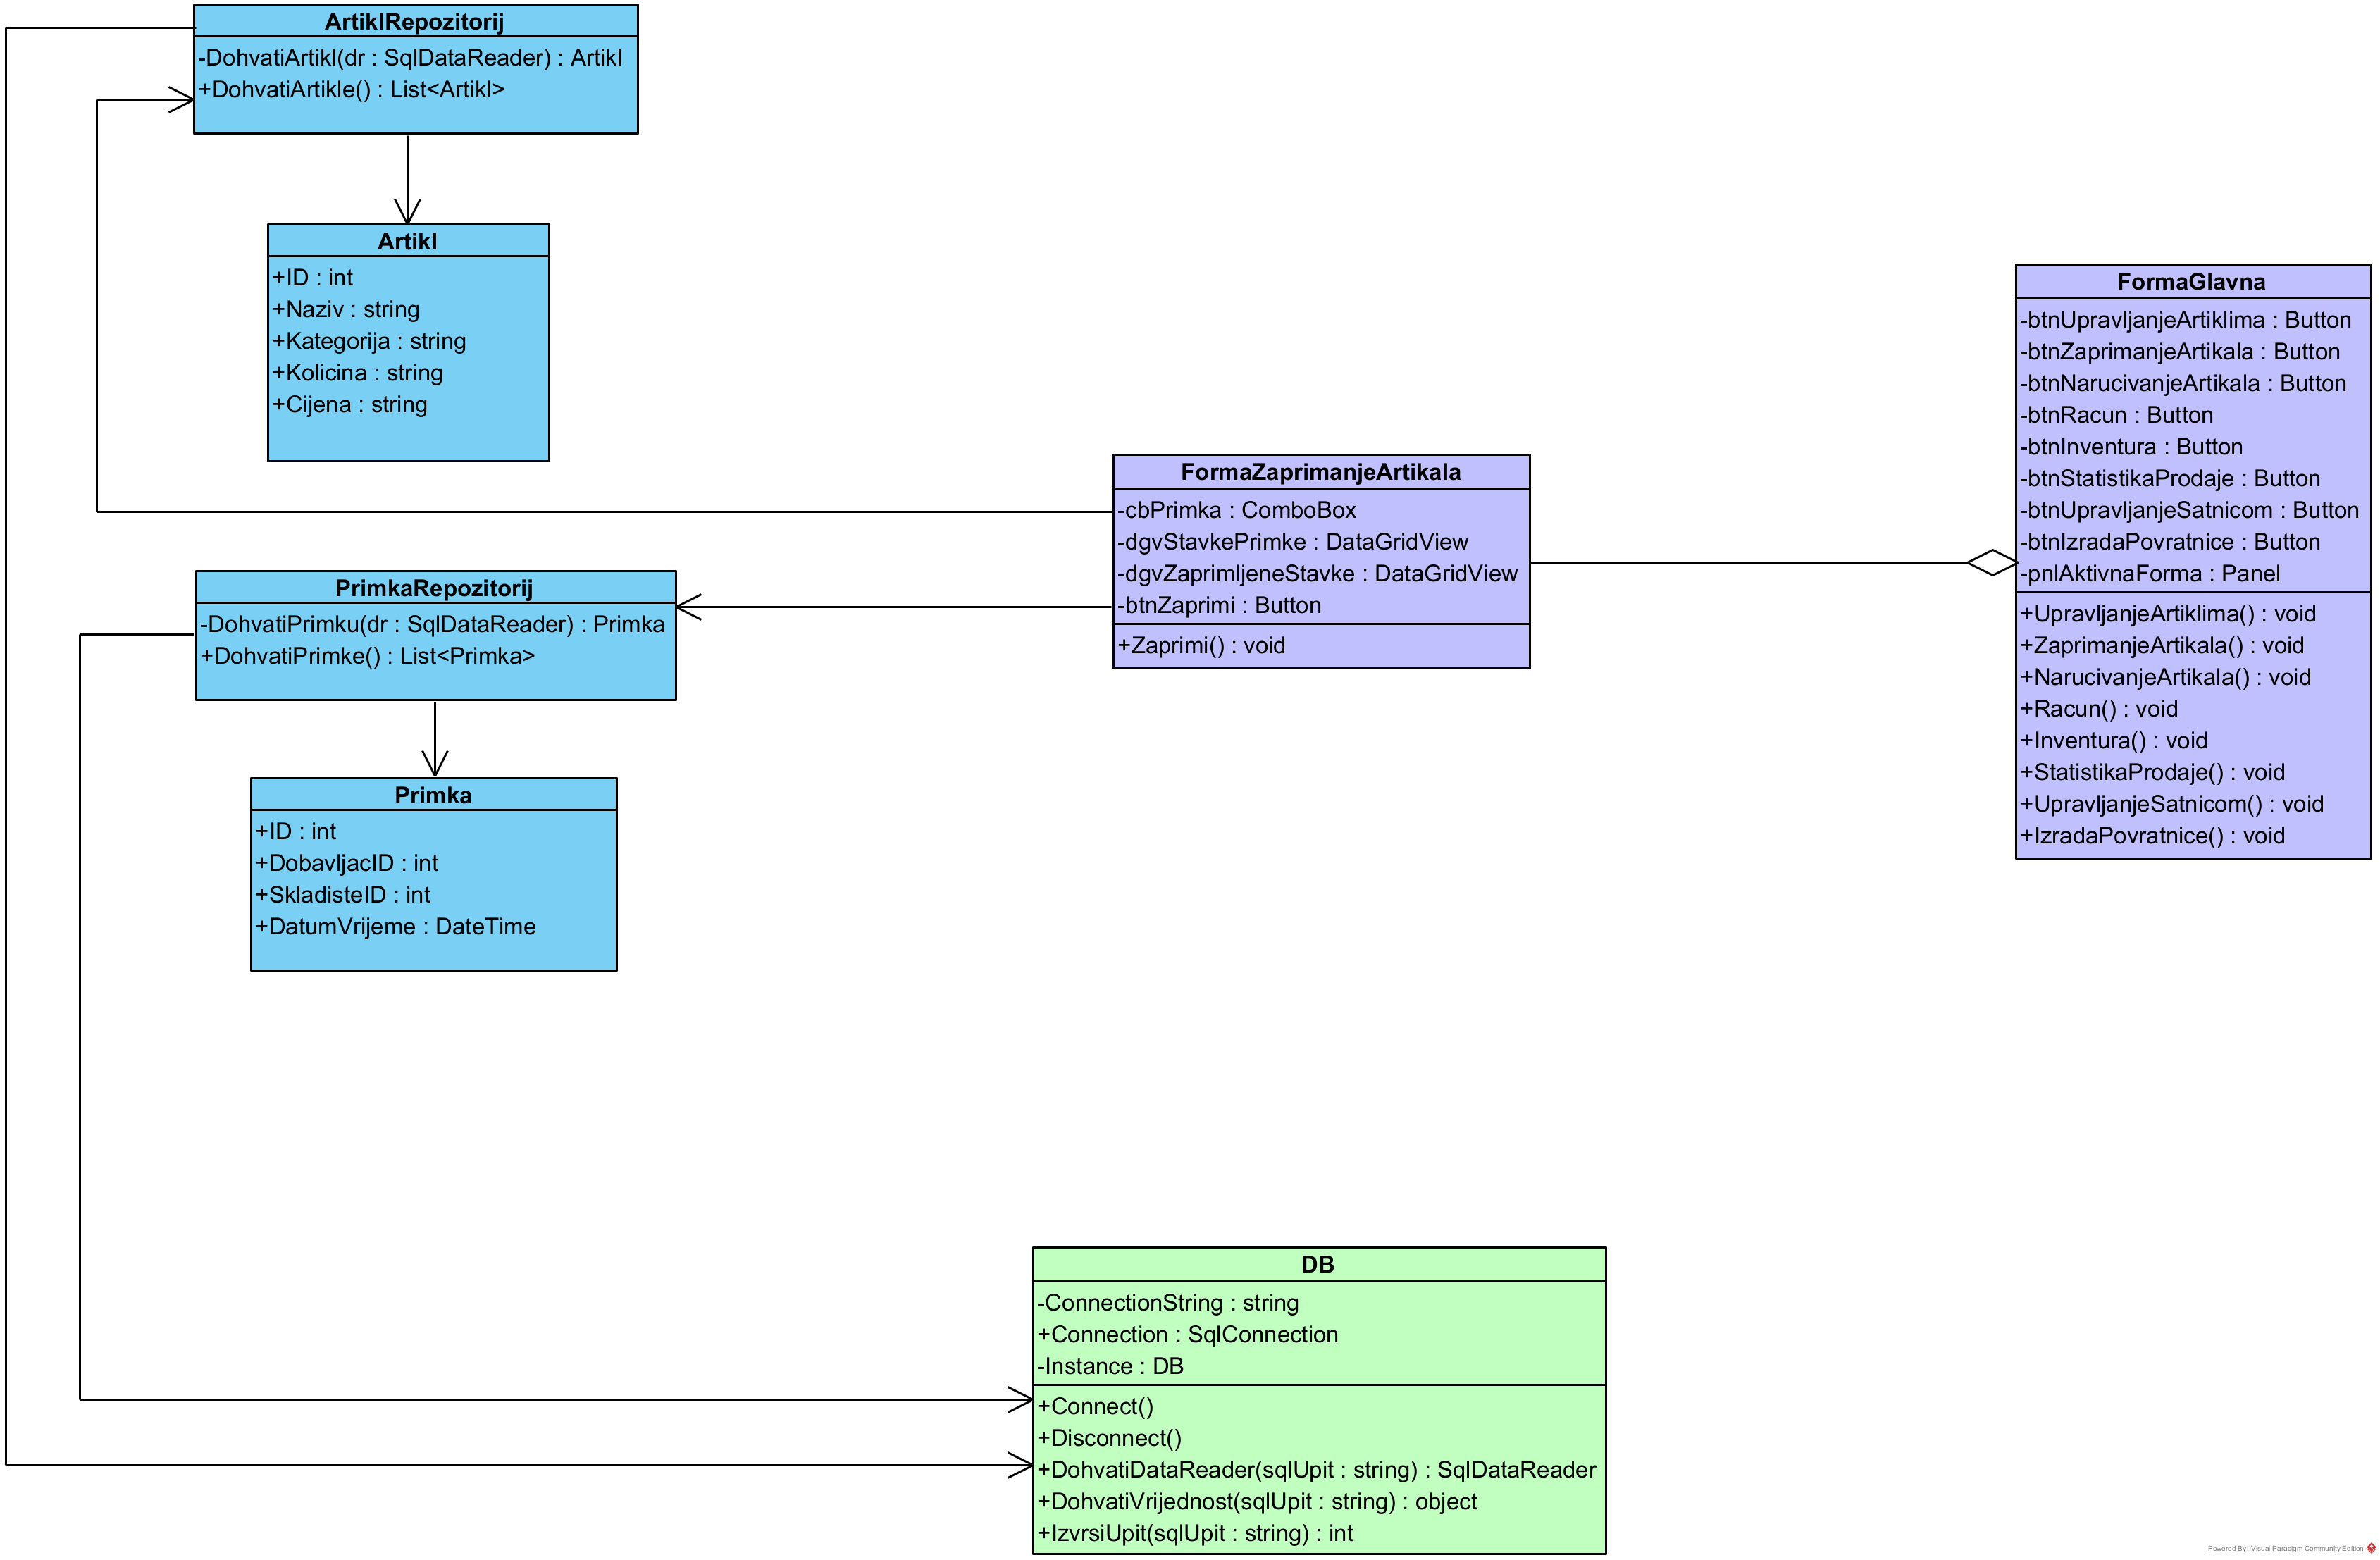 ArtiklRepozitorij
-DohvatiArtikl(dr : SqlDataReader) : Artikl
+DohvatiArtikle() : List<Artikl>
Artikl
+ID : int
+Naziv : string
+Kategorija : string
+Kolicina : string
+Cijena : string
PrimkaRepozitorij
-DohvatiPrimku(dr : SqlDataReader) : Primka
+DohvatiPrimke() : List<Primka>
Primka
+ID : int
+DobavljacID : int
+SkladisteID : int
+DatumVrijeme : DateTime
FormaZaprimanjeArtikala
-cbPrimka : ComboBox
-dgvStavkePrimke : DataGridView
-dgvZaprimljeneStavke : DataGridView
-btnZaprimi : Button
+Zaprimi() : void
FormaGlavna
-btnUpravljanjeArtiklima : Button
-btnZaprimanjeArtikala : Button
-btnNarucivanjeArtikala : Button
-btnRacun : Button
-btnInventura : Button
-btnStatistikaProdaje : Button
-btnUpravljanjeSatnicom : Button
-btnIzradaPovratnice : Button
-pnlAktivnaForma : Panel
+UpravljanjeArtiklima() : void
+ZaprimanjeArtikala() : void
+NarucivanjeArtikala() : void
+Racun() : void
+Inventura() : void
+StatistikaProdaje() : void
+UpravljanjeSatnicom() : void
+IzradaPovratnice() : void
DB
-ConnectionString : string
+Connection : SqlConnection
-Instance : DB
+Connect()
+Disconnect()
+DohvatiDataReader(sqlUpit : string) : SqlDataReader
+DohvatiVrijednost(sqlUpit : string) : object
+IzvrsiUpit(sqlUpit : string) : int
Powered By: Visual Paradigm Community Edition